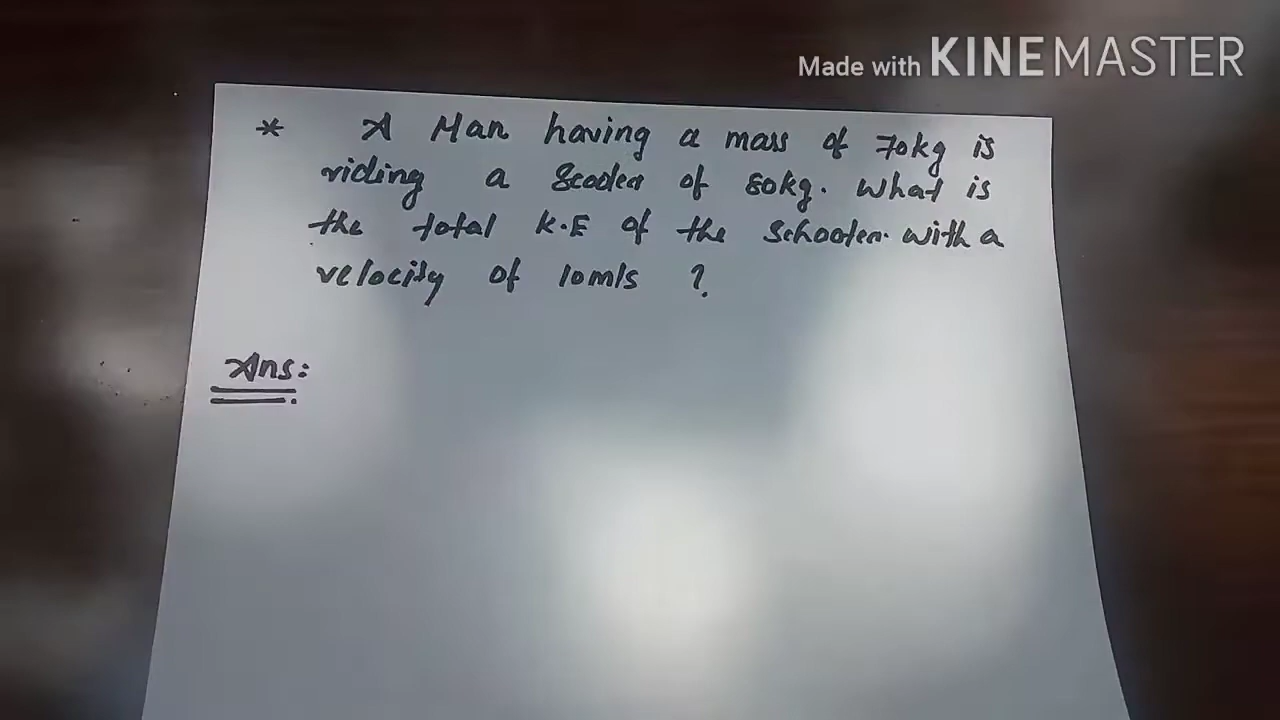 Made with KINEMASTER
* A Man having a mass of 70kg is
riding a Scooter of 80kg. What is
the total K.E of the Schooter with a
velocity of 10m/s ?
Ans: